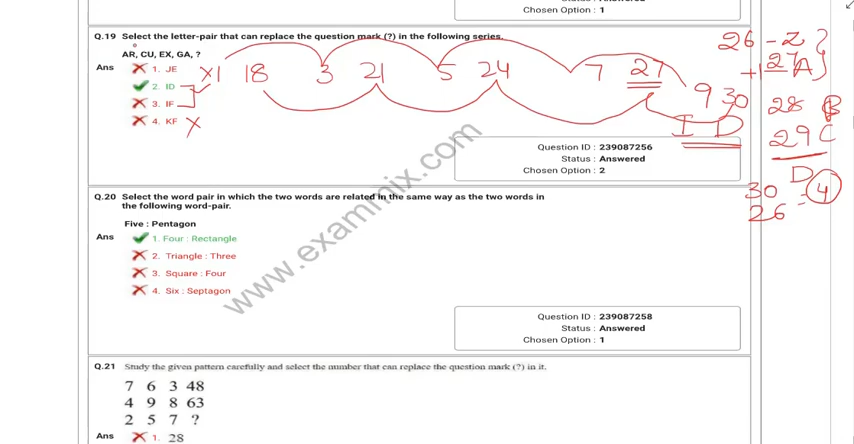 Chosen Option : 1
Q.19 Select the letter-pair that can replace the question mark (?) in the following series.
AR, CU, EX, GA, ?
Ans
1. JE
2. ID
3. IF
4. KF
X1 18 3 21 5 24 7 27 9 30
I D
X
26 - Z
+1 27 A
28 B
29 C
30 D
26 - 4
Question ID : 239087256
Status : Answered
Chosen Option : 2
Q.20 Select the word pair in which the two words are related in the same way as the two words in
the following word-pair.
Five : Pentagon
Ans
1. Four : Rectangle
2. Triangle : Three
3. Square : Four
4. Six : Septagon
www.exammix.com
Question ID : 239087258
Status : Answered
Chosen Option : 1
Q.21 Study the given pattern carefully and select the number that can replace the question mark (?) in it.
7 6 3 48
4 9 8 63
2 5 7 ?
Ans
1. 28